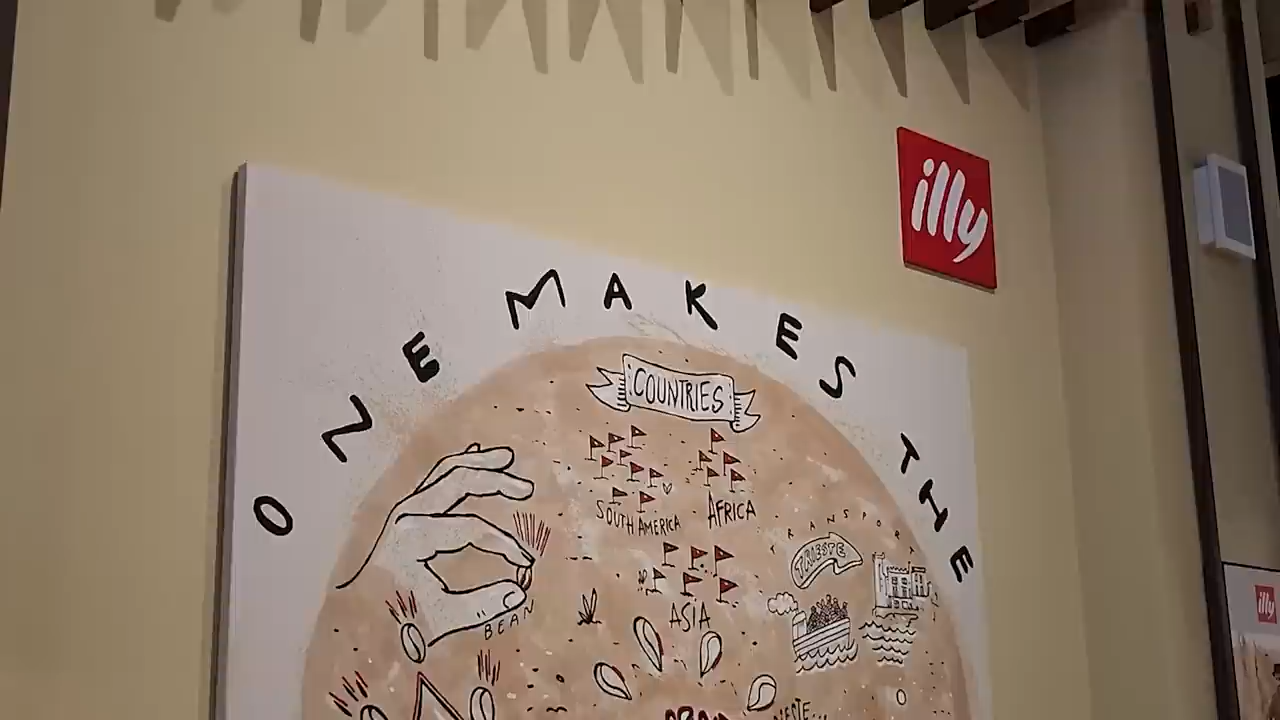 illy
ONE MAKES THE
COUNTRIES
SOUTH AMERICA
AFRICA
TRANSPORT
TRIESTE
ASIA
BEAN
illy